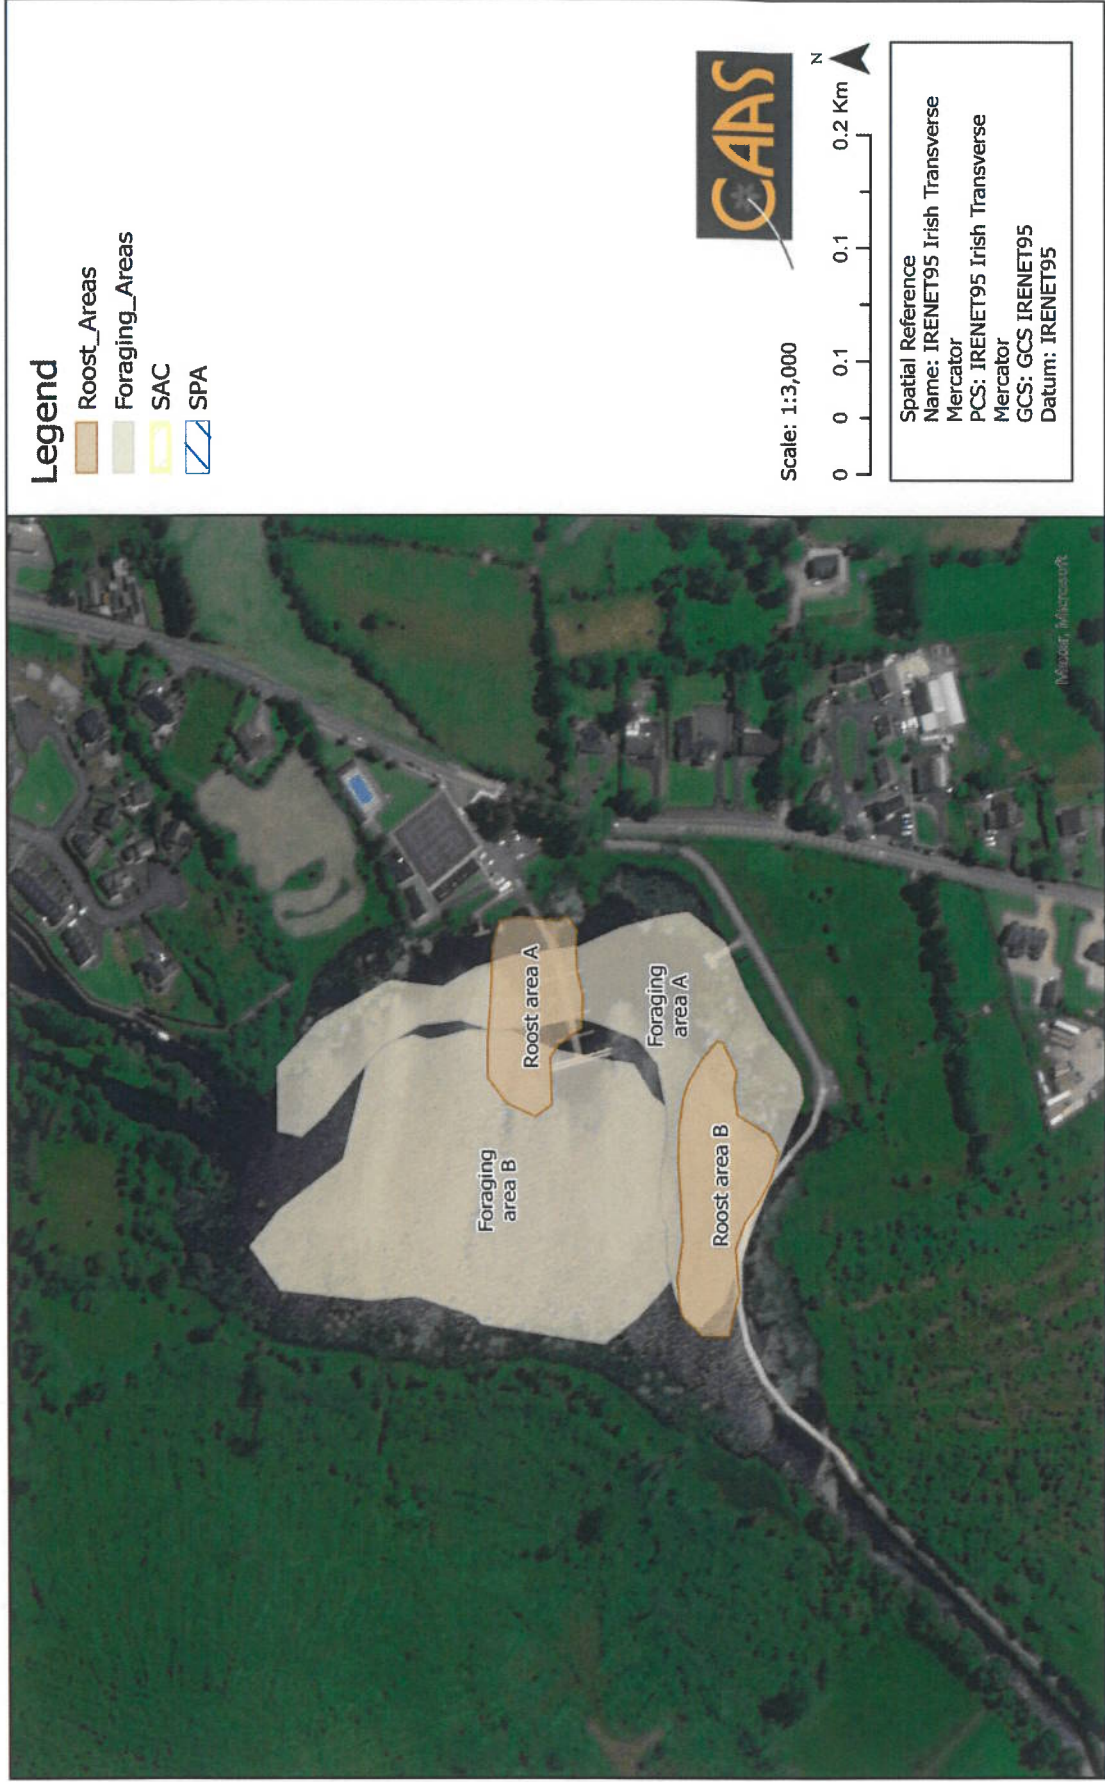 Legend
Roost_Areas
Foraging_Areas
SAC
SPA
CAAS
N
Scale: 1:3,000
0 0 0.1 0.1 0.2 Km
Spatial Reference
Name: IRENET95 Irish Transverse
Mercator
PCS: IRENET95 Irish Transverse
Mercator
GCS: GCS IRENET95
Datum: IRENET95
Foraging
area B
Roost area A
Foraging
area A
Roost area B
Maxar, Microsoft